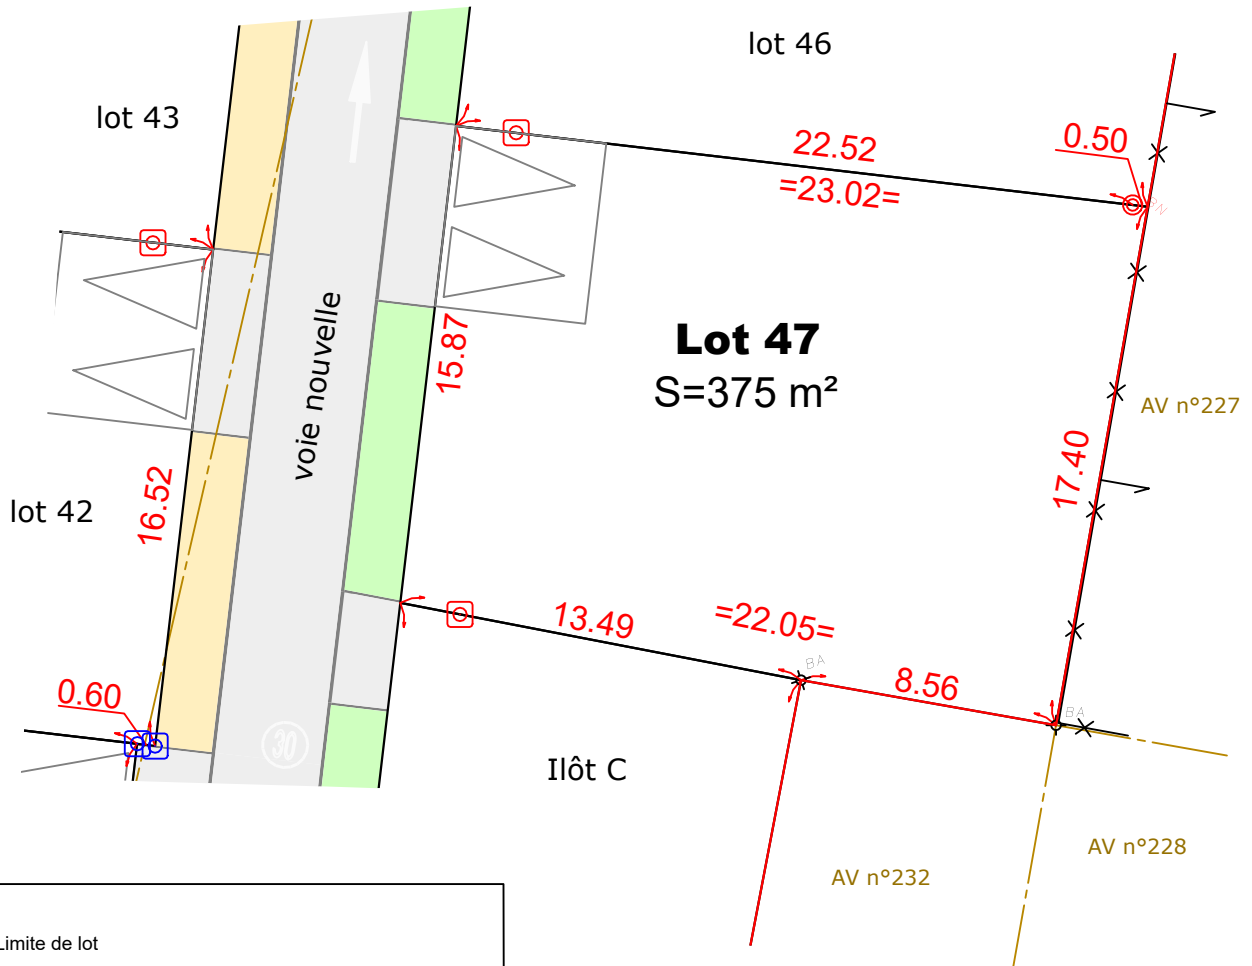 lot 46
lot 43
0.50
22.52
=23.02=
BN
voie nouvelle
15.87
Lot 47
S=375 m²
AV n°227
17.40
16.52
lot 42
13.49
=22.05=
BA
8.56
BA
0.60
30
Ilôt C
AV n°228
AV n°232
Limite de lot